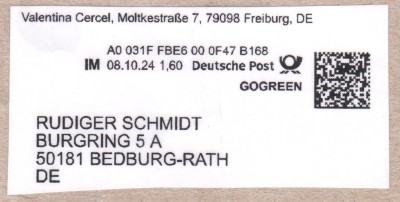 Valentina Cercel, Moltkestraße 7, 79098 Freiburg, DE
A0 031F FBE6 00 0F47 B168
IM 08.10.24 1,60 Deutsche Post
GOGREEN
RUDIGER SCHMIDT
BURGRING 5 A
50181 BEDBURG-RATH
DE